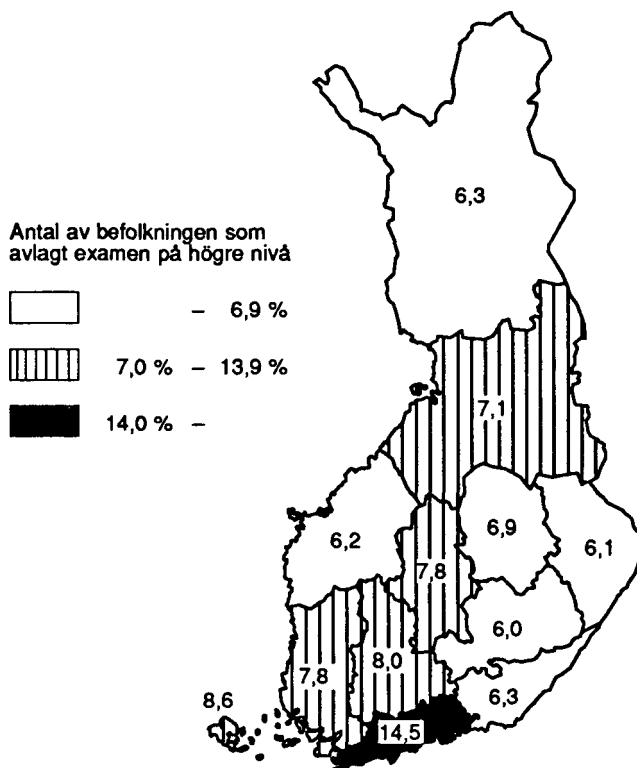 6,3
Antal av befolkningen som
avlagt examen på högre nivå
– 6,9 %
7,0 % – 13,9 %
14,0 % –
7,1
6,2
6,9
6,1
7,8
6,0
7,8
8,0
6,3
8,6
14,5